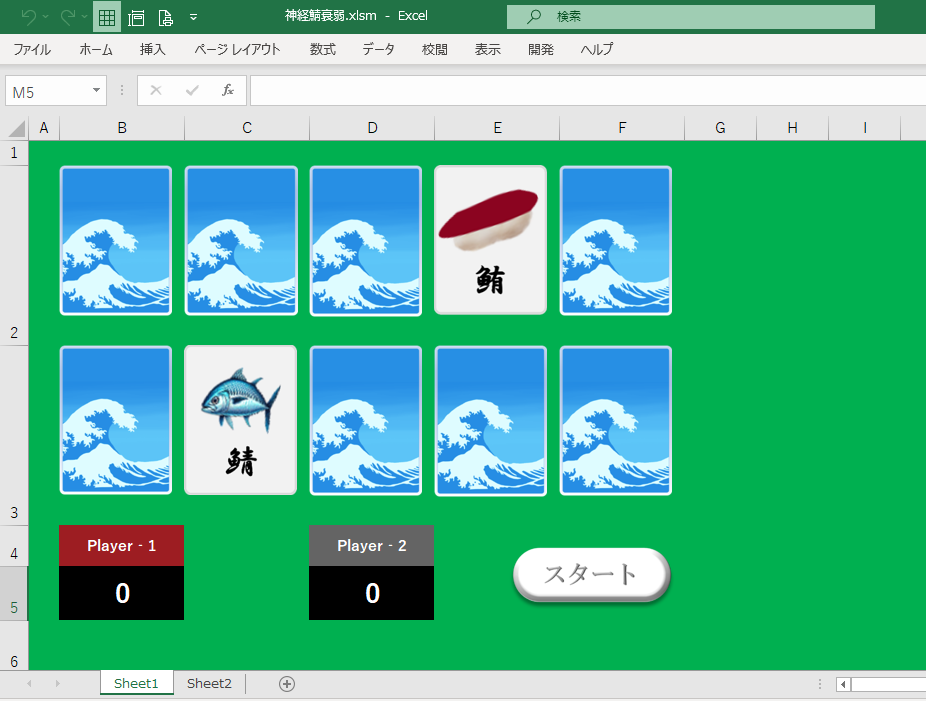 神経鯖衰弱.xlsm - Excel
検索
ファイル ホーム 挿入 ページ レイアウト 数式 データ 校閲 表示 開発 ヘルプ
M5 fx
A B C D E F G H I
1
2
鮪
3
鯖
4 Player - 1 Player - 2
スタート
5 0 0
6
Sheet1 Sheet2